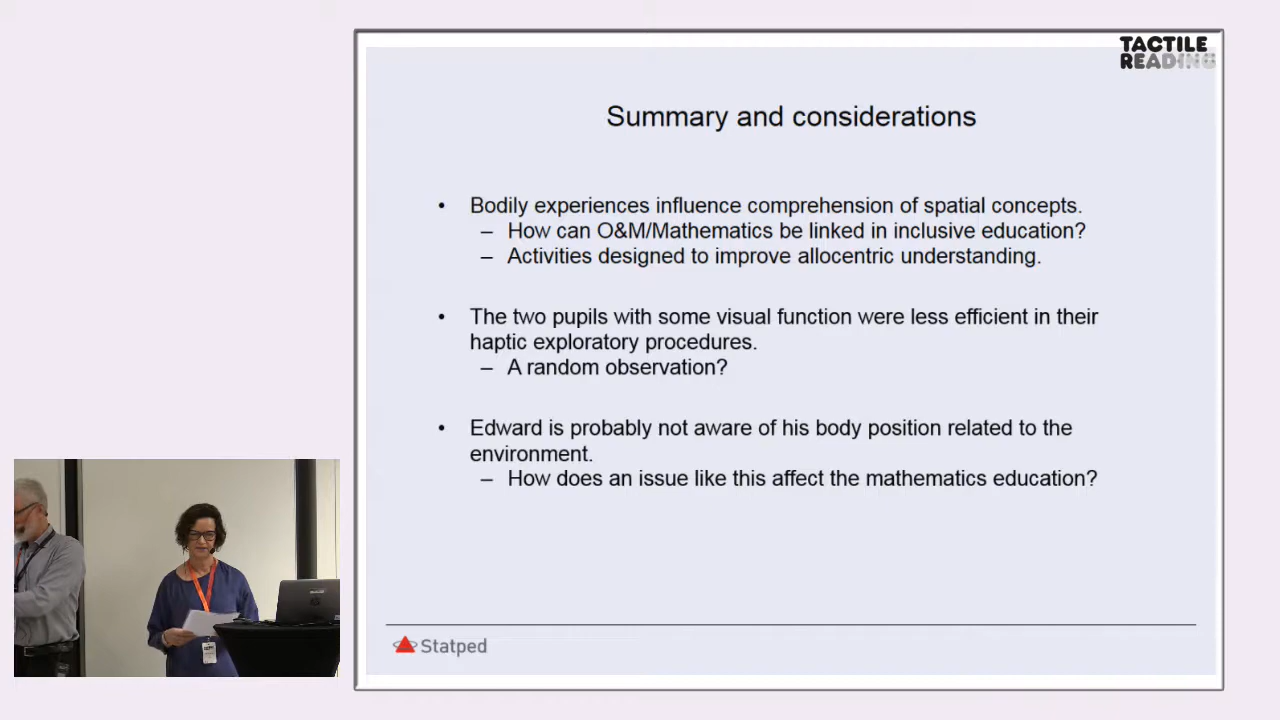 TACTILE
READING
Summary and considerations
• Bodily experiences influence comprehension of spatial concepts.
– How can O&M/Mathematics be linked in inclusive education?
– Activities designed to improve allocentric understanding.
• The two pupils with some visual function were less efficient in their
haptic exploratory procedures.
– A random observation?
• Edward is probably not aware of his body position related to the
environment.
– How does an issue like this affect the mathematics education?
Statped